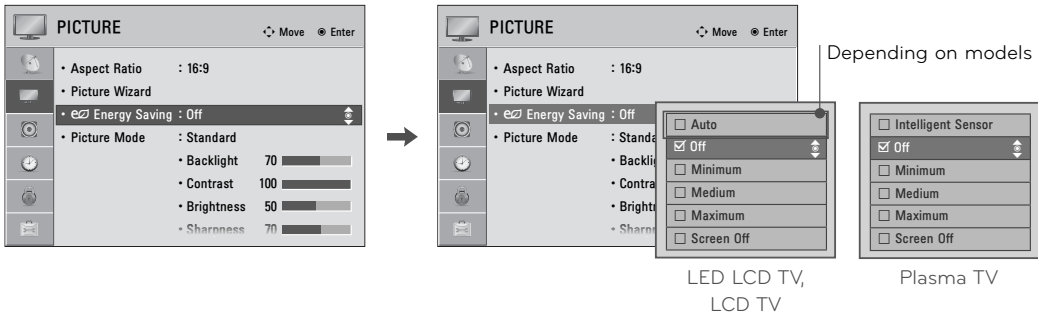 PICTURE Move Enter
• Aspect Ratio : 16:9
• Picture Wizard
• Energy Saving : Off
• Picture Mode : Standard
• Backlight 70
• Contrast 100
• Brightness 50
• Sharpness 70
PICTURE Move Enter
• Aspect Ratio : 16:9
• Picture Wizard
• Energy Saving : Off
• Picture Mode : Standa
• Backlig
• Contra
• Bright
• Sharpn
Depending on models
Auto
Off
Minimum
Medium
Maximum
Screen Off
LED LCD TV,
LCD TV
Intelligent Sensor
Off
Minimum
Medium
Maximum
Screen Off
Plasma TV